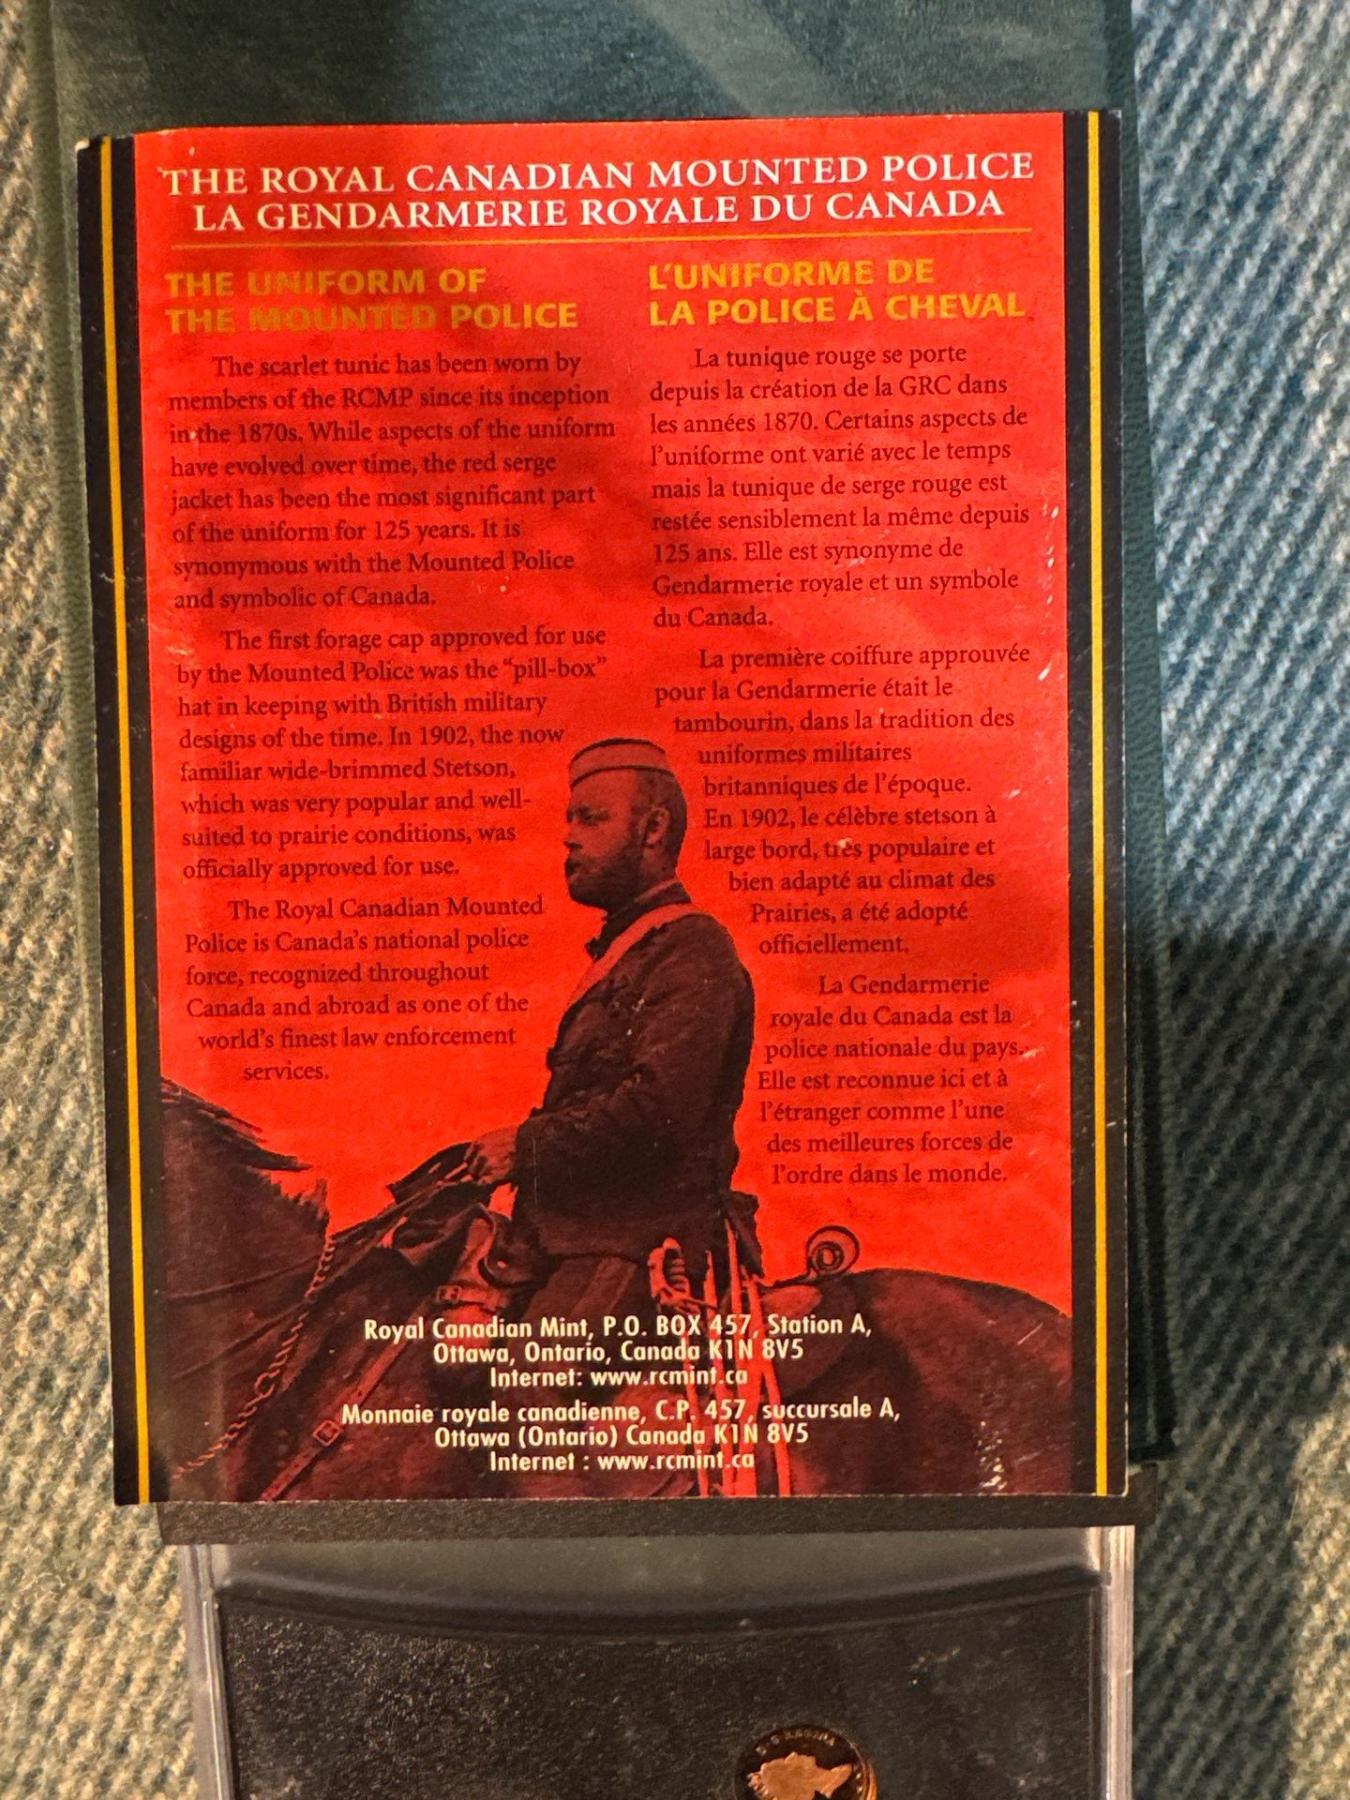 THE ROYAL CANADIAN MOUNTED POLICE
LA GENDARMERIE ROYALE DU CANADA
THE UNIFORM OF
THE MOUNTED POLICE
The scarlet tunic has been worn by
members of the RCMP since its inception
in the 1870s. While aspects of the uniform
have evolved over time, the red serge
jacket has been the most significant part
of the uniform for 125 years. It is
synonymous with the Mounted Police
and symbolic of Canada.
The first forage cap approved for use
by the Mounted Police was the “pill-box”
hat in keeping with British military
designs of the time. In 1902, the now
familiar wide-brimmed Stetson,
which was very popular and well-
suited to prairie conditions, was
officially approved for use.
The Royal Canadian Mounted
Police is Canada’s national police
force, recognized throughout
Canada and abroad as one of the
world’s finest law enforcement
services.
L’UNIFORME DE
LA POLICE À CHEVAL
La tunique rouge se porte
depuis la création de la GRC dans
les années 1870. Certains aspects de
l’uniforme ont varié avec le temps
mais la tunique de serge rouge est
restée sensiblement la même depuis
125 ans. Elle est synonyme de
Gendarmerie royale et un symbole
du Canada.
La première coiffure approuvée
pour la Gendarmerie était le
tambourin, dans la tradition des
uniformes militaires
britanniques de l’époque.
En 1902, le célèbre stetson à
large bord, très populaire et
bien adapté au climat des
Prairies, a été adopté
officiellement.
La Gendarmerie
royale du Canada est la
police nationale du pays.
Elle est reconnue ici et à
l’étranger comme l’une
des meilleures forces de
l’ordre dans le monde.
Royal Canadian Mint, P.O. BOX 457, Station A,
Ottawa, Ontario, Canada K1N 8V5
Internet: www.rcmint.ca
Monnaie royale canadienne, C.P. 457, succursale A,
Ottawa (Ontario) Canada K1N 8V5
Internet : www.rcmint.ca